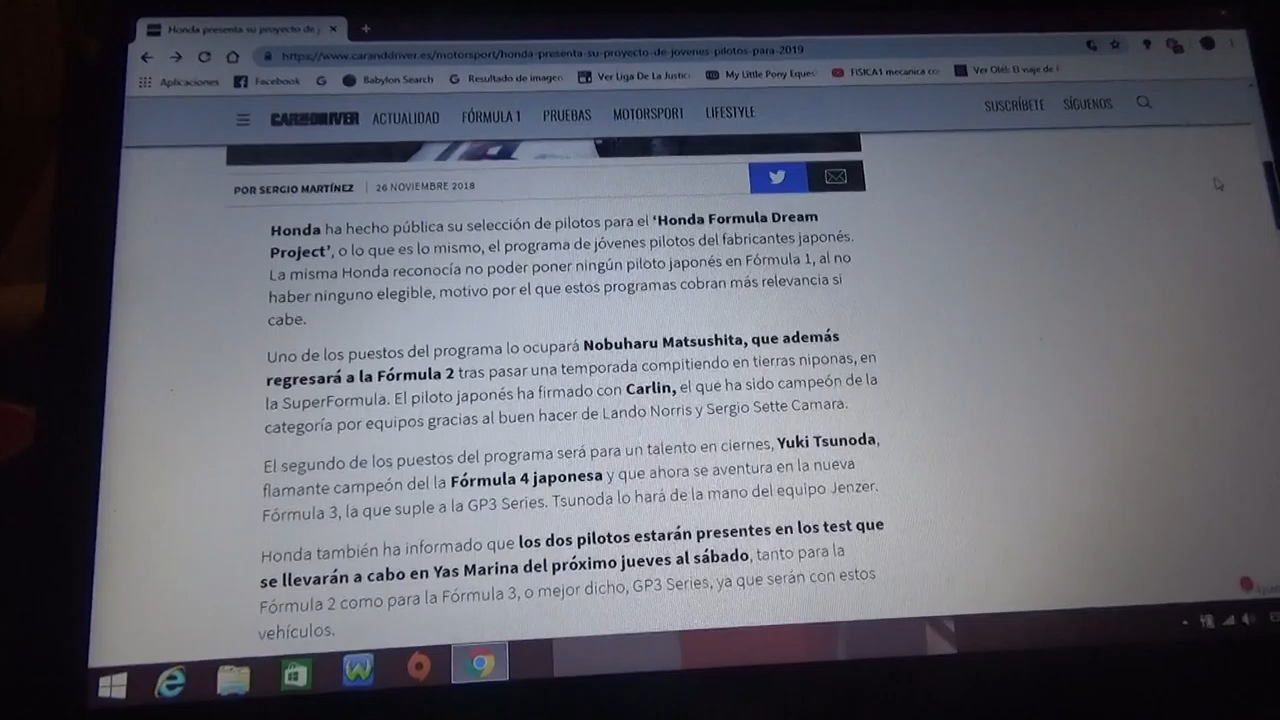 Honda presenta su proyecto de
https://www.caranddriver.es/motorsport/honda-presenta-su-proyecto-de-jovenes-pilotos-para-2019
Aplicaciones Facebook Babylon Search Resultado de imagen Ver Liga De La Justic My Little Pony Eques FISICA1 mecanica co Ver
CAR AND DRIVER ACTUALIDAD FÓRMULA 1 PRUEBAS MOTORSPORT LIFESTYLE SUSCRÍBETE SÍGUENOS
POR SERGIO MARTÍNEZ | 26 NOVIEMBRE 2018
Honda ha hecho pública su selección de pilotos para el ‘Honda Formula Dream
Project’, o lo que es lo mismo, el programa de jóvenes pilotos del fabricantes japonés.
La misma Honda reconocía no poder poner ningún piloto japonés en Fórmula 1, al no
haber ninguno elegible, motivo por el que estos programas cobran más relevancia si
cabe.
Uno de los puestos del programa lo ocupará Nobuharu Matsushita, que además
regresará a la Fórmula 2 tras pasar una temporada compitiendo en tierras niponas, en
la SuperFormula. El piloto japonés ha firmado con Carlin, el que ha sido campeón de la
categoría por equipos gracias al buen hacer de Lando Norris y Sergio Sette Camara.
El segundo de los puestos del programa será para un talento en ciernes, Yuki Tsunoda,
flamante campeón del la Fórmula 4 japonesa y que ahora se aventura en la nueva
Fórmula 3, la que suple a la GP3 Series. Tsunoda lo hará de la mano del equipo Jenzer.
Honda también ha informado que los dos pilotos estarán presentes en los test que
se llevarán a cabo en Yas Marina del próximo jueves al sábado, tanto para la
Fórmula 2 como para la Fórmula 3, o mejor dicho, GP3 Series, ya que serán con estos
vehículos.